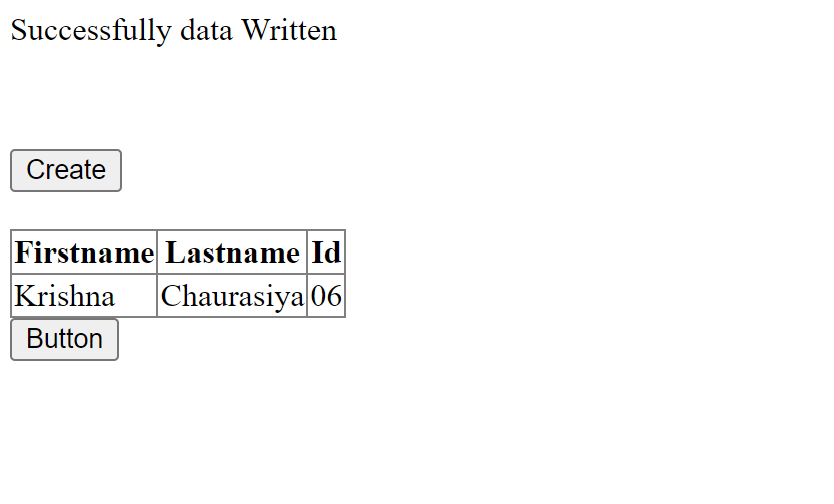 Successfully data Written
Create
Firstname Lastname Id
Krishna Chaurasiya 06
Button